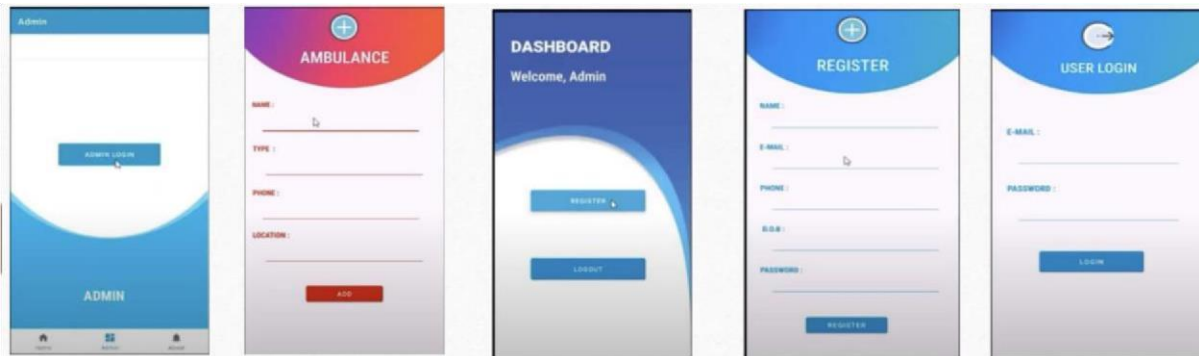 Admin
ADMIN LOGIN
ADMIN
AMBULANCE
NAME :
TYPE :
PHONE :
LOCATION :
ADD
DASHBOARD
Welcome, Admin
REGISTER
LOGOUT
REGISTER
NAME :
E-MAIL :
PHONE :
D.O.B :
PASSWORD :
REGISTER
USER LOGIN
E-MAIL :
PASSWORD :
LOGIN